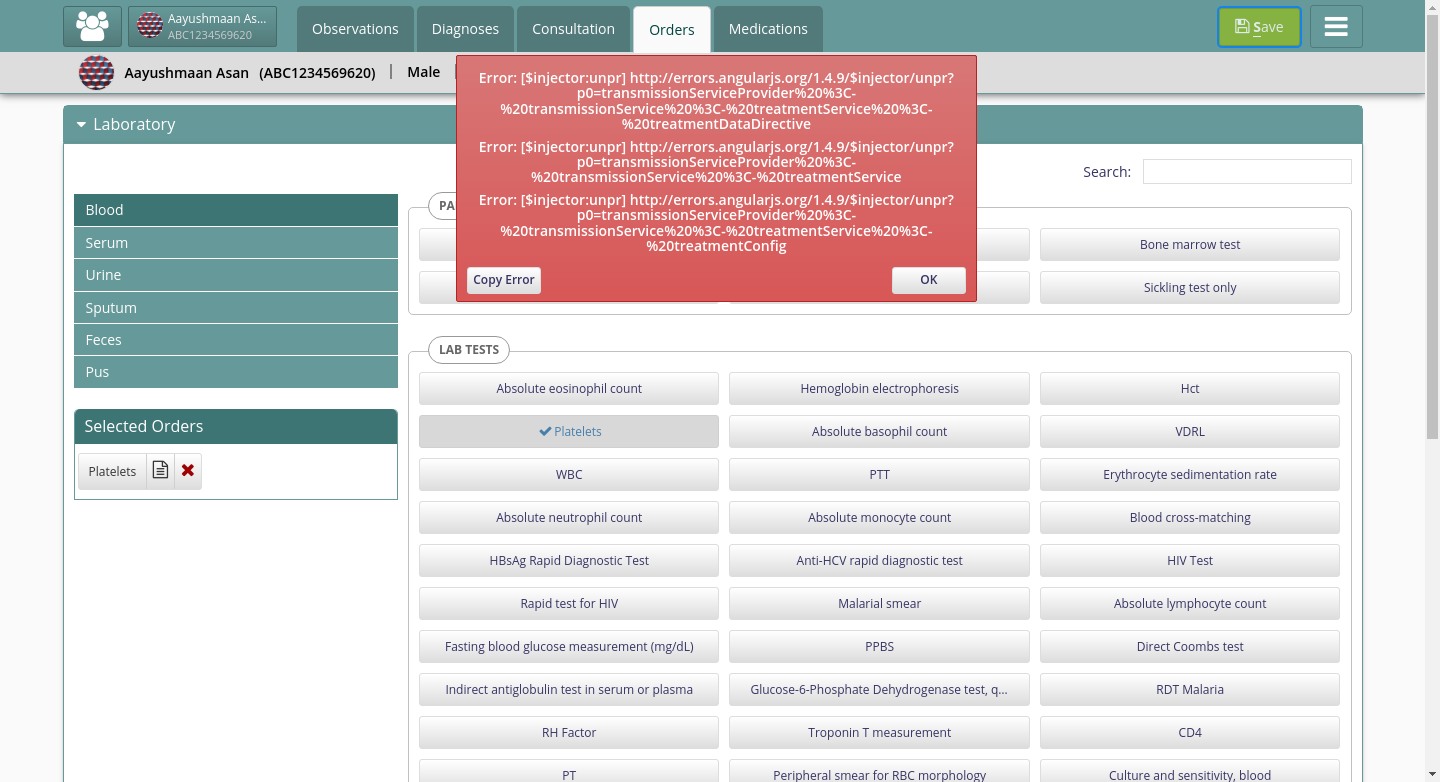 Aayushmaan As...
ABC1234569620
Observations
Diagnoses
Consultation
Orders
Medications
Save
Aayushmaan Asan (ABC1234569620) | Male |
Error: [$injector:unpr] http://errors.angularjs.org/1.4.9/$injector/unpr?
p0=transmissionServiceProvider%20%3C-
%20transmissionService%20%3C-%20treatmentService%20%3C-
%20treatmentDataDirective
Error: [$injector:unpr] http://errors.angularjs.org/1.4.9/$injector/unpr?
p0=transmissionServiceProvider%20%3C-
%20transmissionService%20%3C-%20treatmentService
Error: [$injector:unpr] http://errors.angularjs.org/1.4.9/$injector/unpr?
p0=transmissionServiceProvider%20%3C-
%20transmissionService%20%3C-%20treatmentService%20%3C-
%20treatmentConfig
Copy Error
OK
Laboratory
Search:
Blood
Serum
Urine
Sputum
Feces
Pus
Selected Orders
Platelets
PA
Bone marrow test
Sickling test only
LAB TESTS
Absolute eosinophil count
Hemoglobin electrophoresis
Hct
Platelets
Absolute basophil count
VDRL
WBC
PTT
Erythrocyte sedimentation rate
Absolute neutrophil count
Absolute monocyte count
Blood cross-matching
HBsAg Rapid Diagnostic Test
Anti-HCV rapid diagnostic test
HIV Test
Rapid test for HIV
Malarial smear
Absolute lymphocyte count
Fasting blood glucose measurement (mg/dL)
PPBS
Direct Coombs test
Indirect antiglobulin test in serum or plasma
Glucose-6-Phosphate Dehydrogenase test, q...
RDT Malaria
RH Factor
Troponin T measurement
CD4
PT
Peripheral smear for RBC morphology
Culture and sensitivity, blood